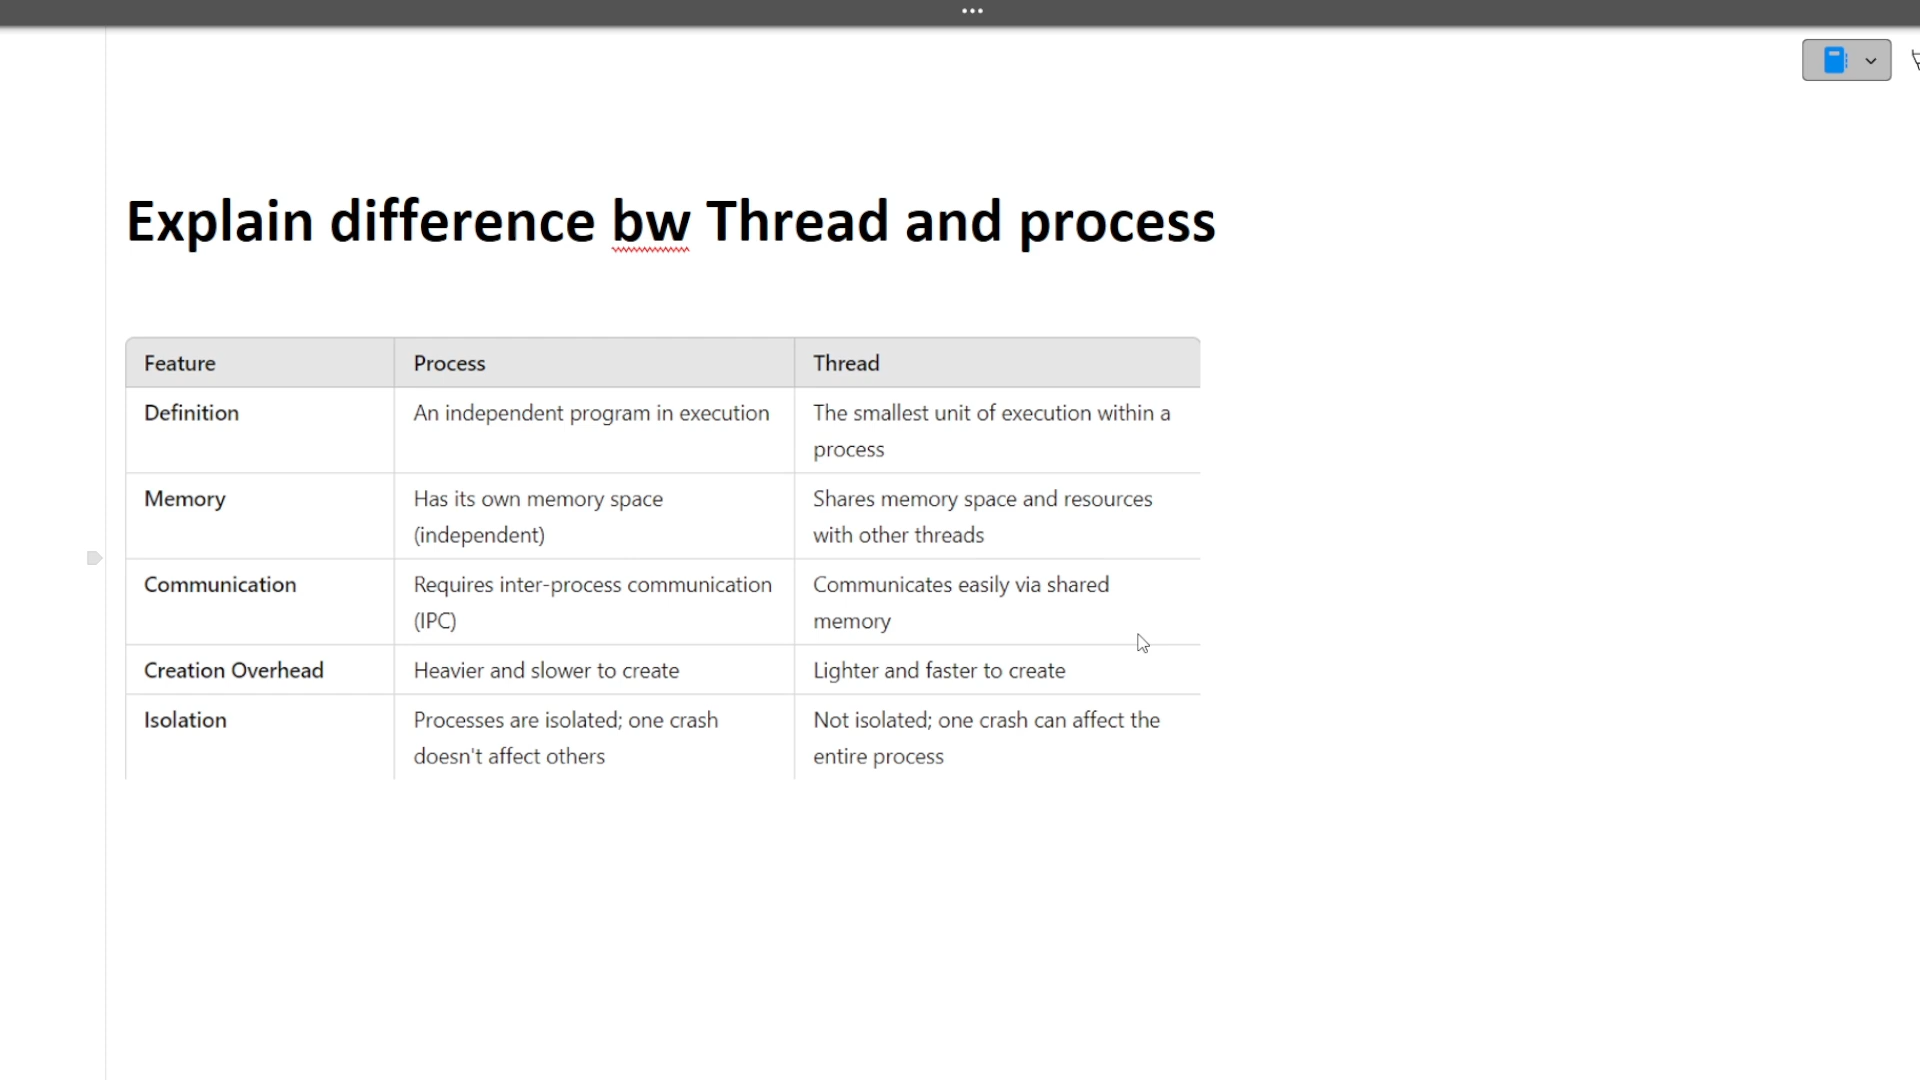 Explain difference bw Thread and process
Feature Process Thread
Definition An independent program in execution The smallest unit of execution within a
process
Memory Has its own memory space Shares memory space and resources
(independent) with other threads
Communication Requires inter-process communication Communicates easily via shared
(IPC) memory
Creation Overhead Heavier and slower to create Lighter and faster to create
Isolation Processes are isolated; one crash Not isolated; one crash can affect the
doesn't affect others entire process